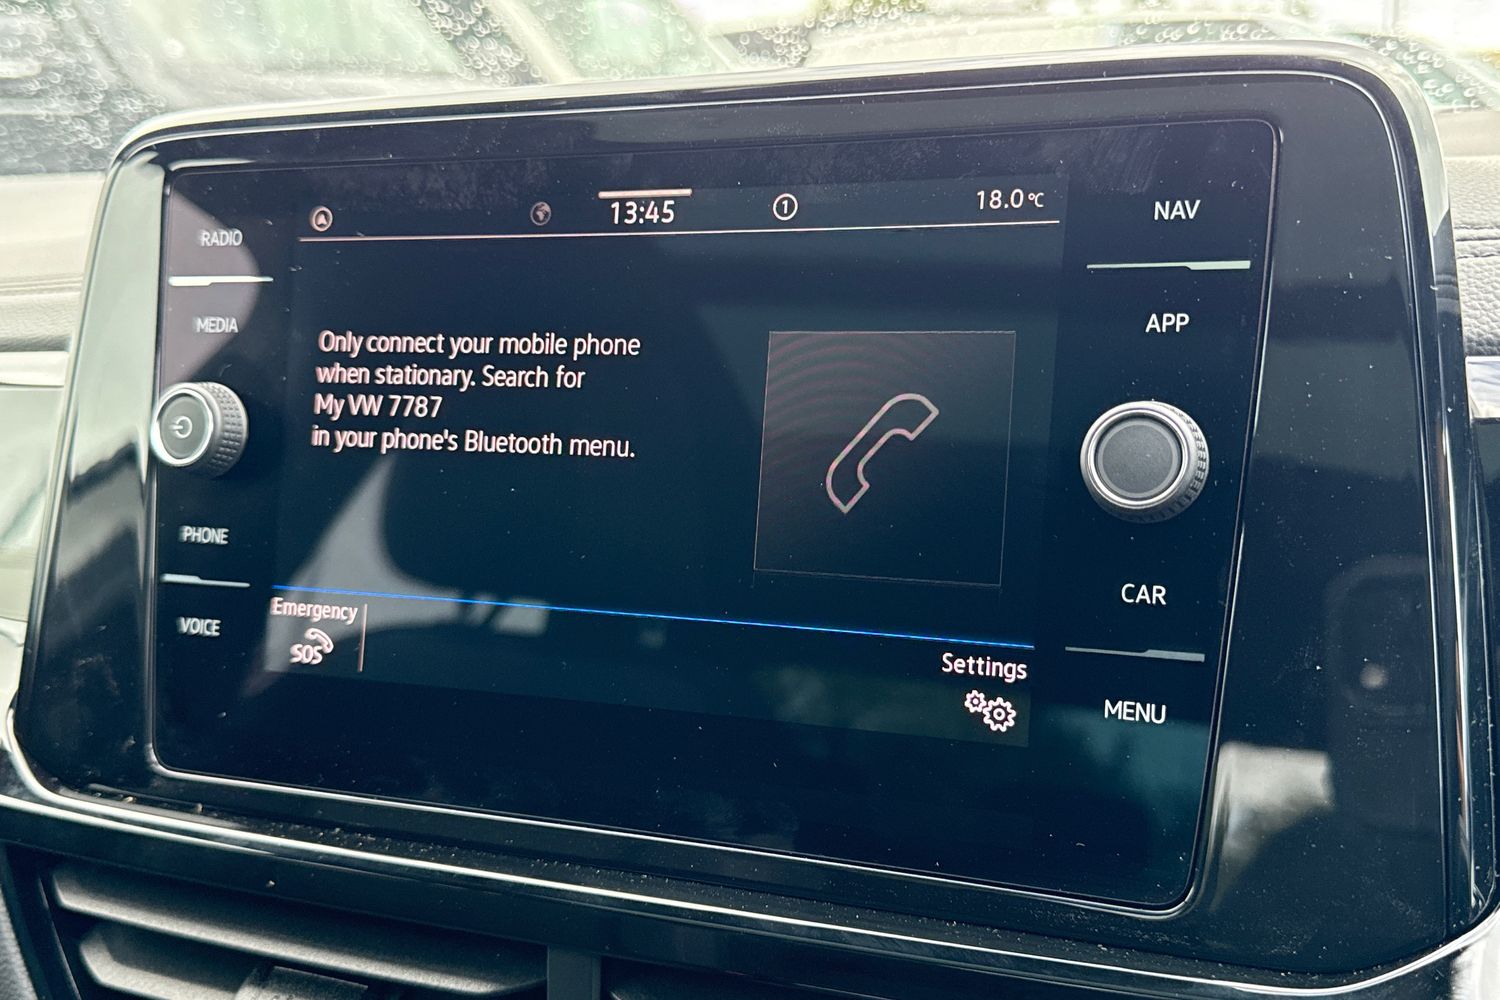 13:45
1
18.0°C
RADIO
MEDIA
PHONE
VOICE
Only connect your mobile phone
when stationary. Search for
My VW 7787
in your phone's Bluetooth menu.
Emergency
SOS
Settings
NAV
APP
CAR
MENU